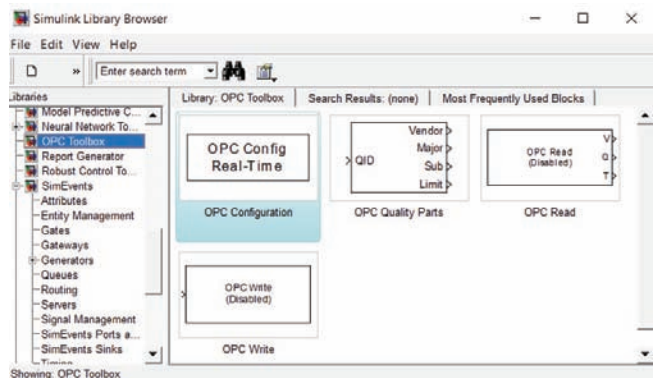 Simulink Library Browser
File Edit View Help
» Enter search term
Libraries
Library: OPC Toolbox Search Results: (none) Most Frequently Used Blocks
Model Predictive C...
Neural Network To...
OPC Toolbox
Report Generator
Robust Control To...
SimEvents
Attributes
Entity Management
Gates
Gateways
Generators
Queues
Routing
Servers
Signal Management
SimEvents Ports a...
SimEvents Sinks
Timing
OPC Config
Real-Time
OPC Configuration
QID
Vendor
Major
Sub
Limit
OPC Quality Parts
OPC Read
(Disabled)
V
Q
T
OPC Read
OPC Write
(Disabled)
OPC Write
Showing: OPC Toolbox